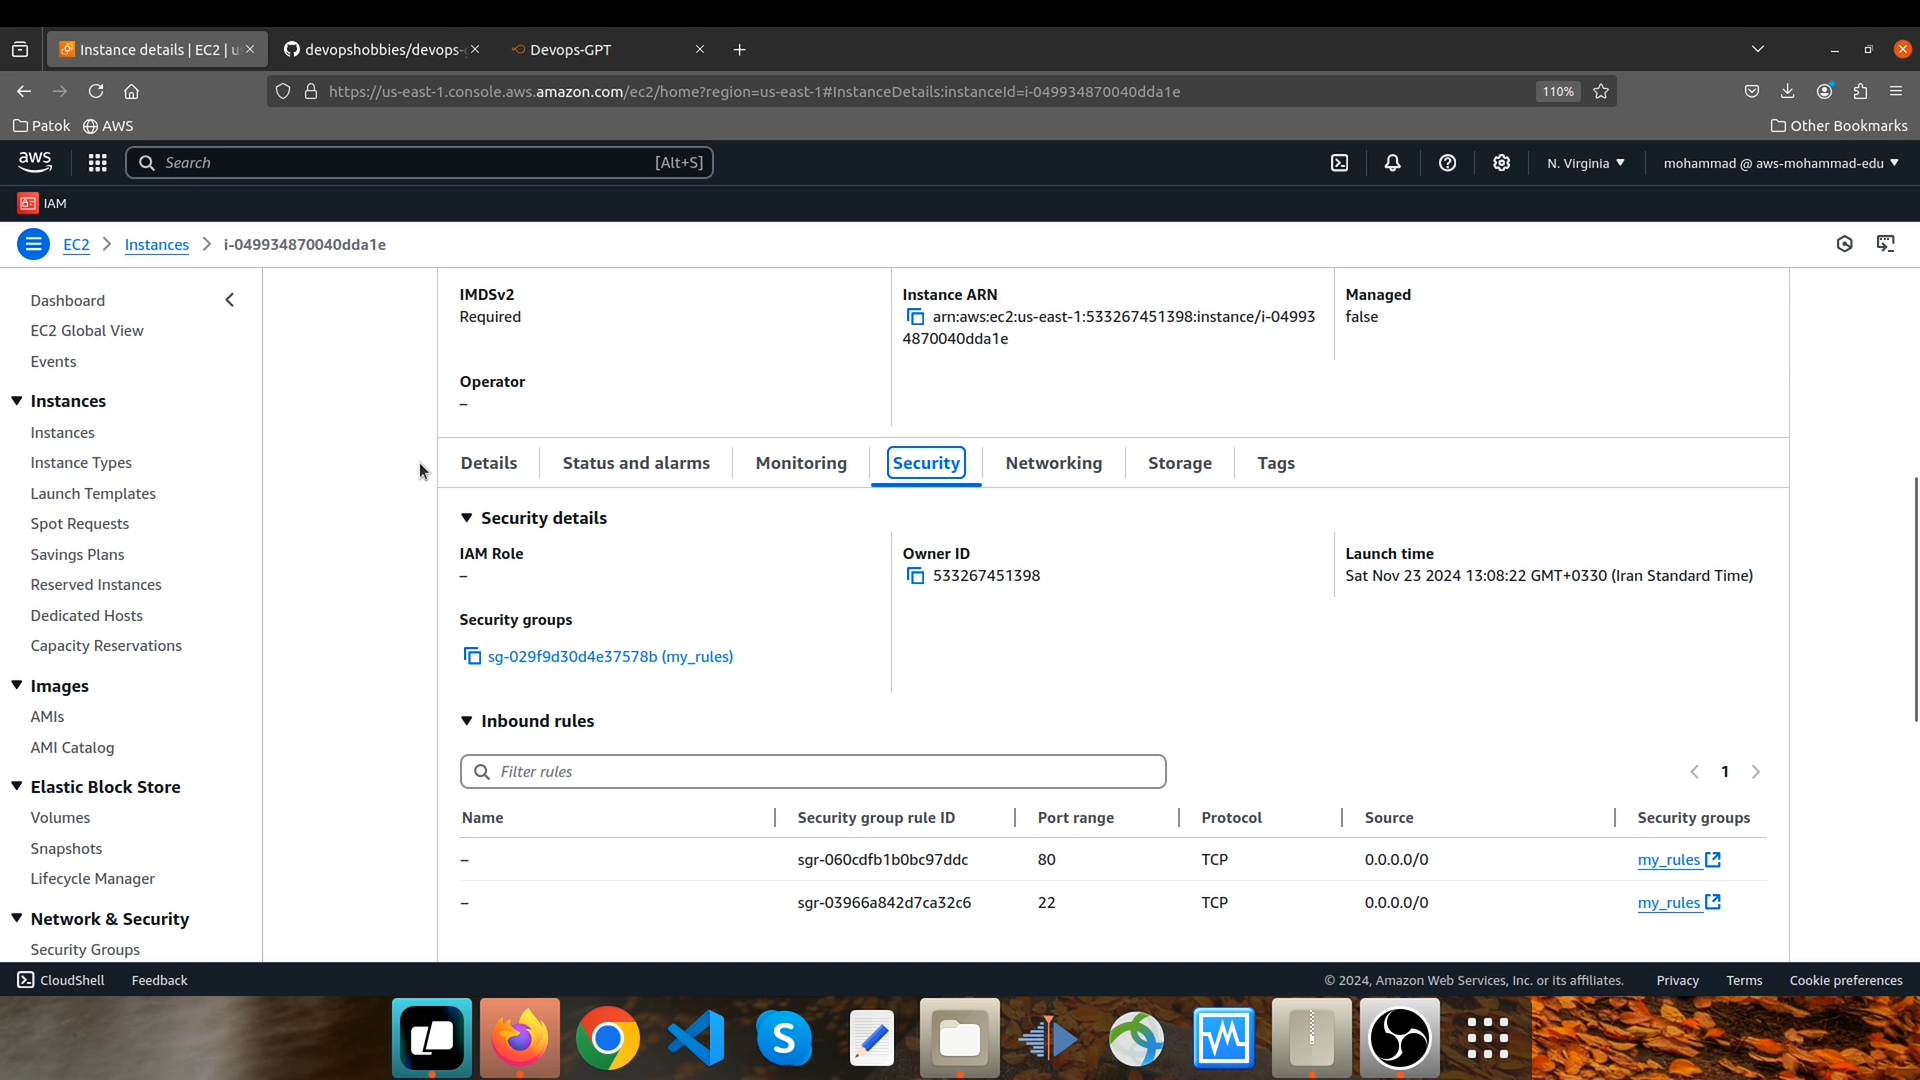 Instance details | EC2 | u
devopshobbies/devops-
Devops-GPT
https://us-east-1.console.aws.amazon.com/ec2/home?region=us-east-1#InstanceDetails:instanceId=i-049934870040dda1e
110%
Patok
AWS
Other Bookmarks
aws
Search
[Alt+S]
N. Virginia
mohammad @ aws-mohammad-edu
IAM
EC2
Instances
i-049934870040dda1e
Dashboard
EC2 Global View
Events
Instances
Instances
Instance Types
Launch Templates
Spot Requests
Savings Plans
Reserved Instances
Dedicated Hosts
Capacity Reservations
Images
AMIs
AMI Catalog
Elastic Block Store
Volumes
Snapshots
Lifecycle Manager
Network & Security
Security Groups
IMDSv2
Required
Instance ARN
arn:aws:ec2:us-east-1:533267451398:instance/i-04993
4870040dda1e
Managed
false
Operator
–
Details
Status and alarms
Monitoring
Security
Networking
Storage
Tags
Security details
IAM Role
–
Owner ID
533267451398
Launch time
Sat Nov 23 2024 13:08:22 GMT+0330 (Iran Standard Time)
Security groups
sg-029f9d30d4e37578b (my_rules)
Inbound rules
Filter rules
1
Name Security group rule ID Port range Protocol Source Security groups
– sgr-060cdfb1b0bc97ddc 80 TCP 0.0.0.0/0 my_rules
– sgr-03966a842d7ca32c6 22 TCP 0.0.0.0/0 my_rules
CloudShell
Feedback
© 2024, Amazon Web Services, Inc. or its affiliates.
Privacy
Terms
Cookie preferences